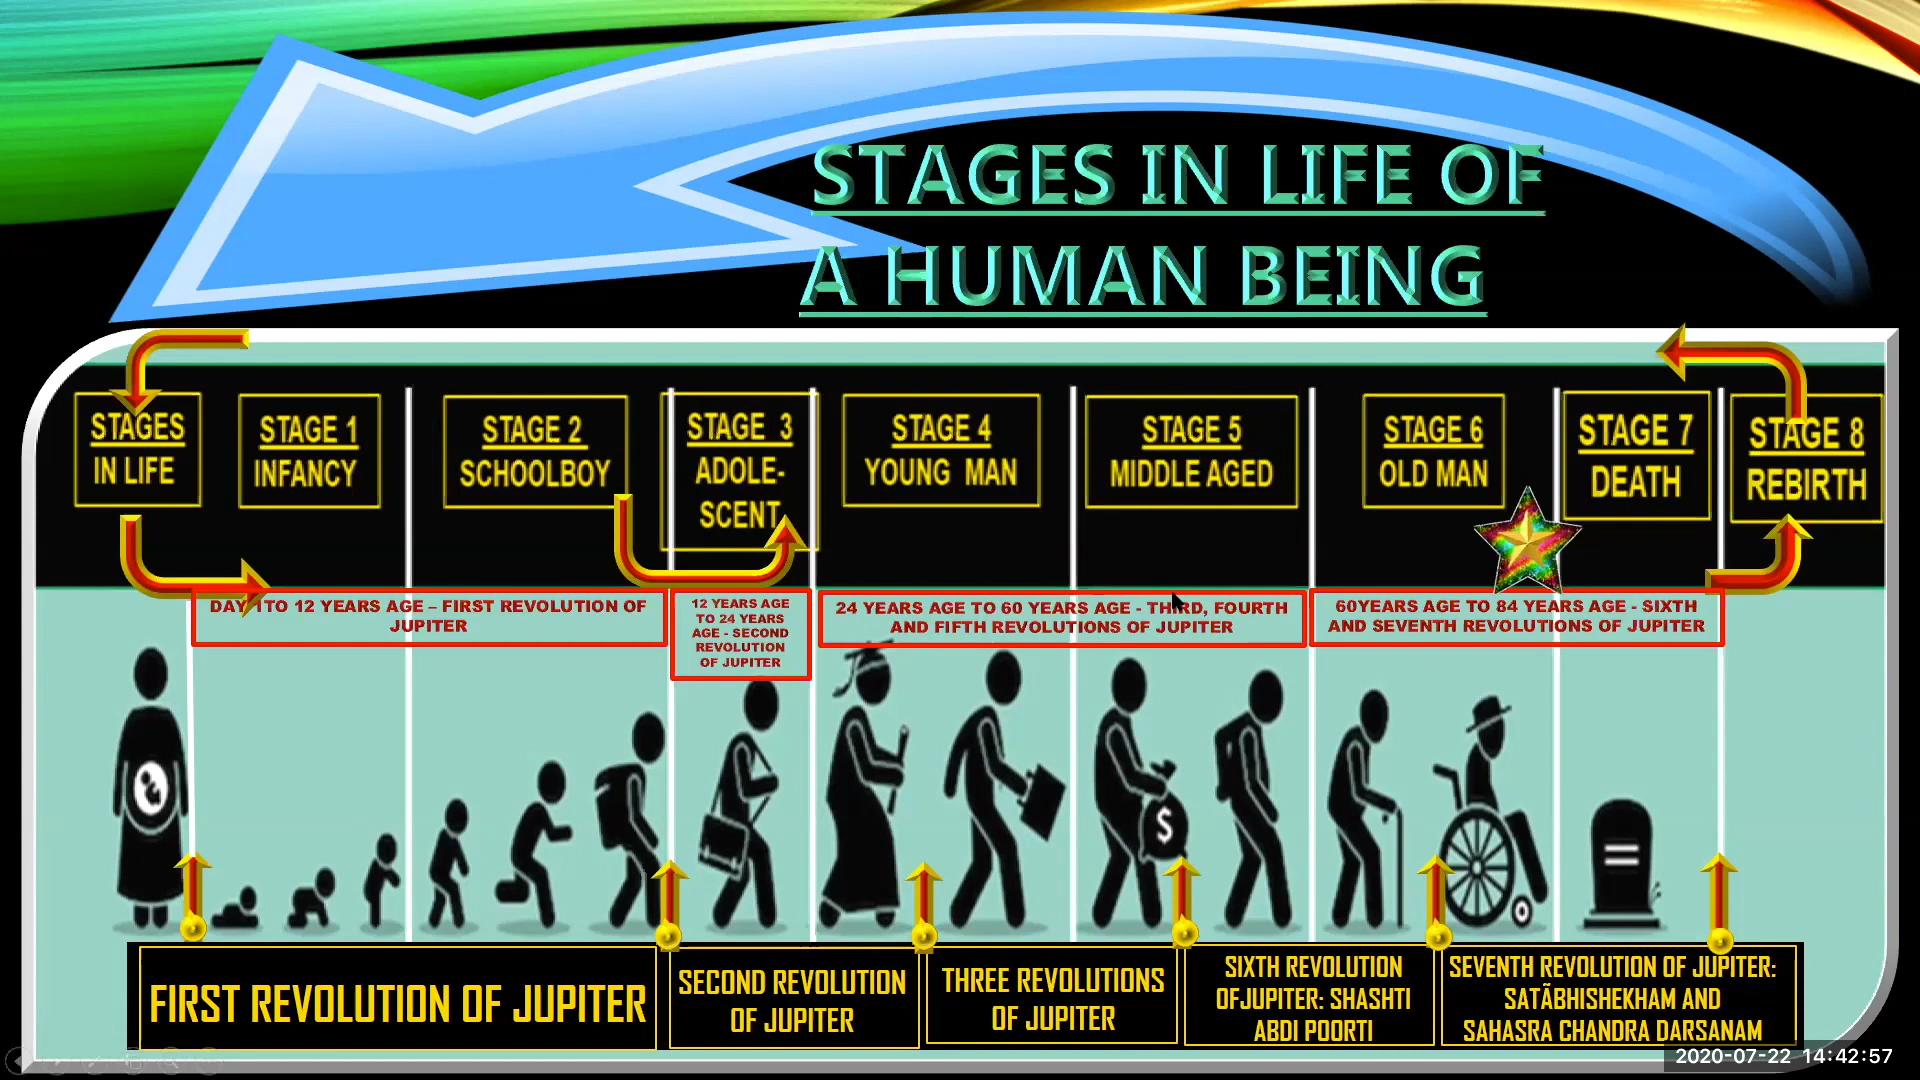 STAGES IN LIFE OF
A HUMAN BEING
STAGES
IN LIFE
STAGE 1
INFANCY
STAGE 2
SCHOOLBOY
STAGE 3
ADOLE-
SCENT
STAGE 4
YOUNG MAN
STAGE 5
MIDDLE AGED
STAGE 6
OLD MAN
STAGE 7
DEATH
STAGE 8
REBIRTH
DAY 1TO 12 YEARS AGE – FIRST REVOLUTION OF
JUPITER
12 YEARS AGE
TO 24 YEARS
AGE - SECOND
REVOLUTION
OF JUPITER
24 YEARS AGE TO 60 YEARS AGE - THIRD, FOURTH
AND FIFTH REVOLUTIONS OF JUPITER
60YEARS AGE TO 84 YEARS AGE - SIXTH
AND SEVENTH REVOLUTIONS OF JUPITER
$
FIRST REVOLUTION OF JUPITER
SECOND REVOLUTION
OF JUPITER
THREE REVOLUTIONS
OF JUPITER
SIXTH REVOLUTION
OFJUPITER: SHASHTI
ABDI POORTI
SEVENTH REVOLUTION OF JUPITER:
SATÃBHISHEKHAM AND
SAHASRA CHANDRA DARSANAM
2020-07-22 14:42:57